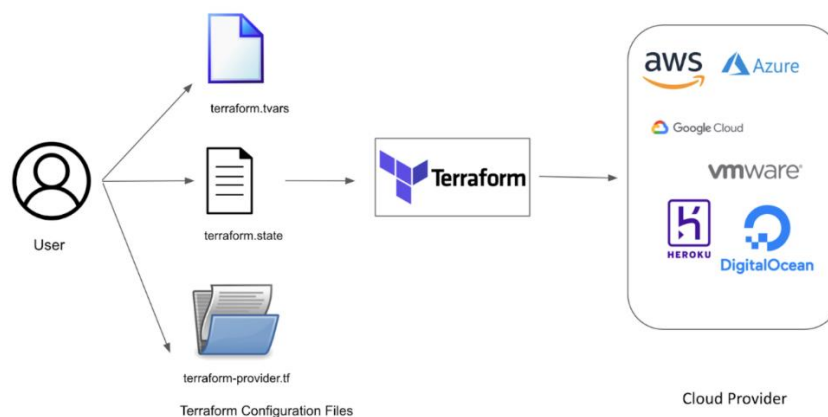 terraform.tvars
User
terraform.state
terraform-provider.tf
Terraform Configuration Files
Terraform
aws
Azure
Google Cloud
vmware®
HEROKU
DigitalOcean
Cloud Provider